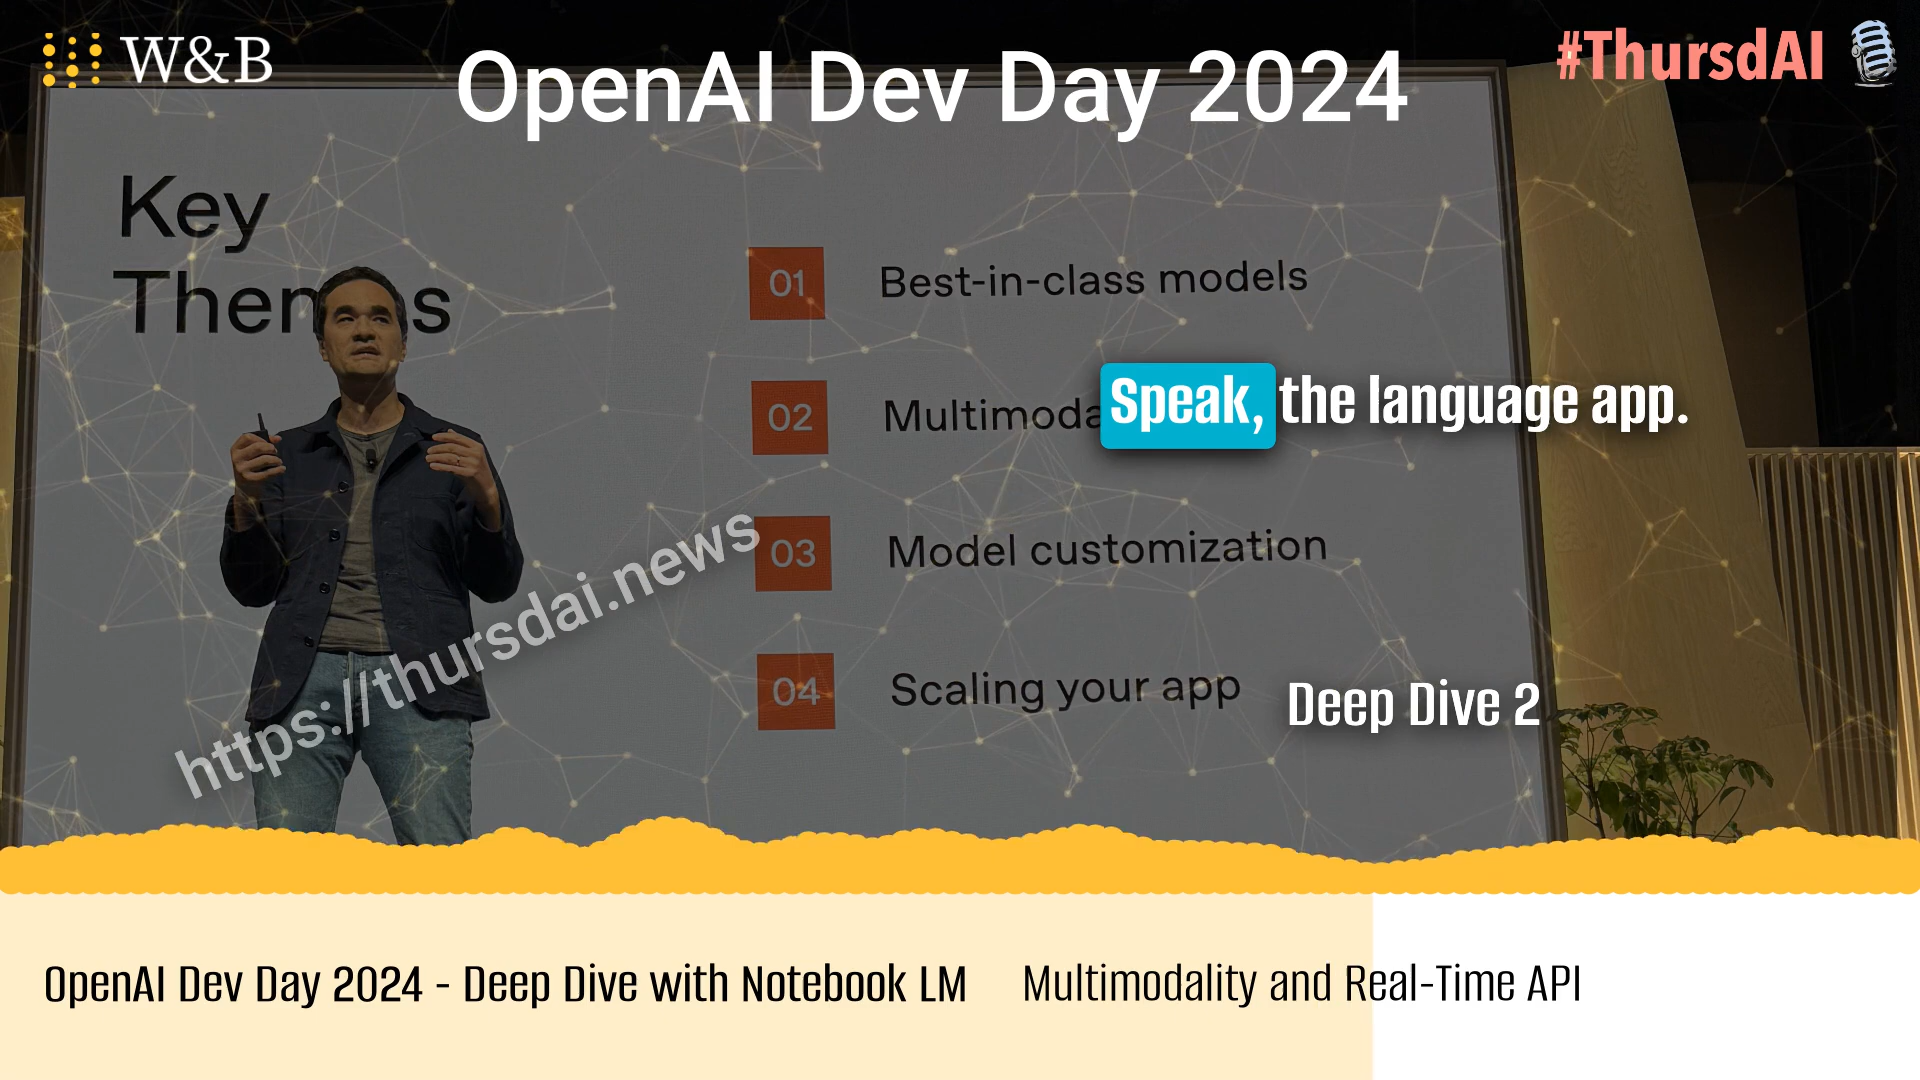 W&B
OpenAI Dev Day 2024
#ThursdAI
Key
Themes
01
Best-in-class models
02
Multimoda
Speak, the language app.
03
Model customization
04
Scaling your app
Deep Dive 2
https://thursdai.news
OpenAI Dev Day 2024 - Deep Dive with Notebook LM
Multimodality and Real-Time API